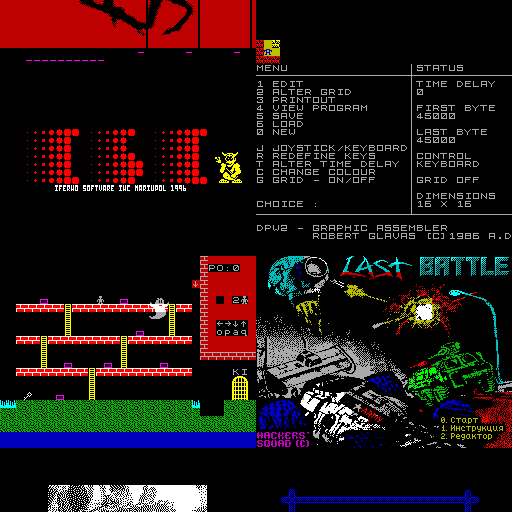 IFERNO SOFTWARE INC MARIUPOL 1996
MENU
1 EDIT
2 ALTER GRID
3 PRINTOUT
4 VIEW PROGRAM
5 SAVE
6 LOAD
0 NEW
J JOYSTICK/KEYBOARD
R REDEFINE KEYS
T ALTER TIME DELAY
C CHANGE COLOUR
G GRID - ON/OFF
CHOICE :
STATUS
TIME DELAY
0
FIRST BYTE
45000
LAST BYTE
45000
CONTROL
KEYBOARD
GRID OFF
DIMENSIONS
16 X 16
DPW2 - GRAPHIC ASSEMBLER
ROBERT GLAVAS (C)1986 A.D
PO:0
2
←→↓↑
opaq
KI
LAST BATTLE
0. Старт
1. Инструкция
2. Редактор
HACKERS
SQUAD (C)